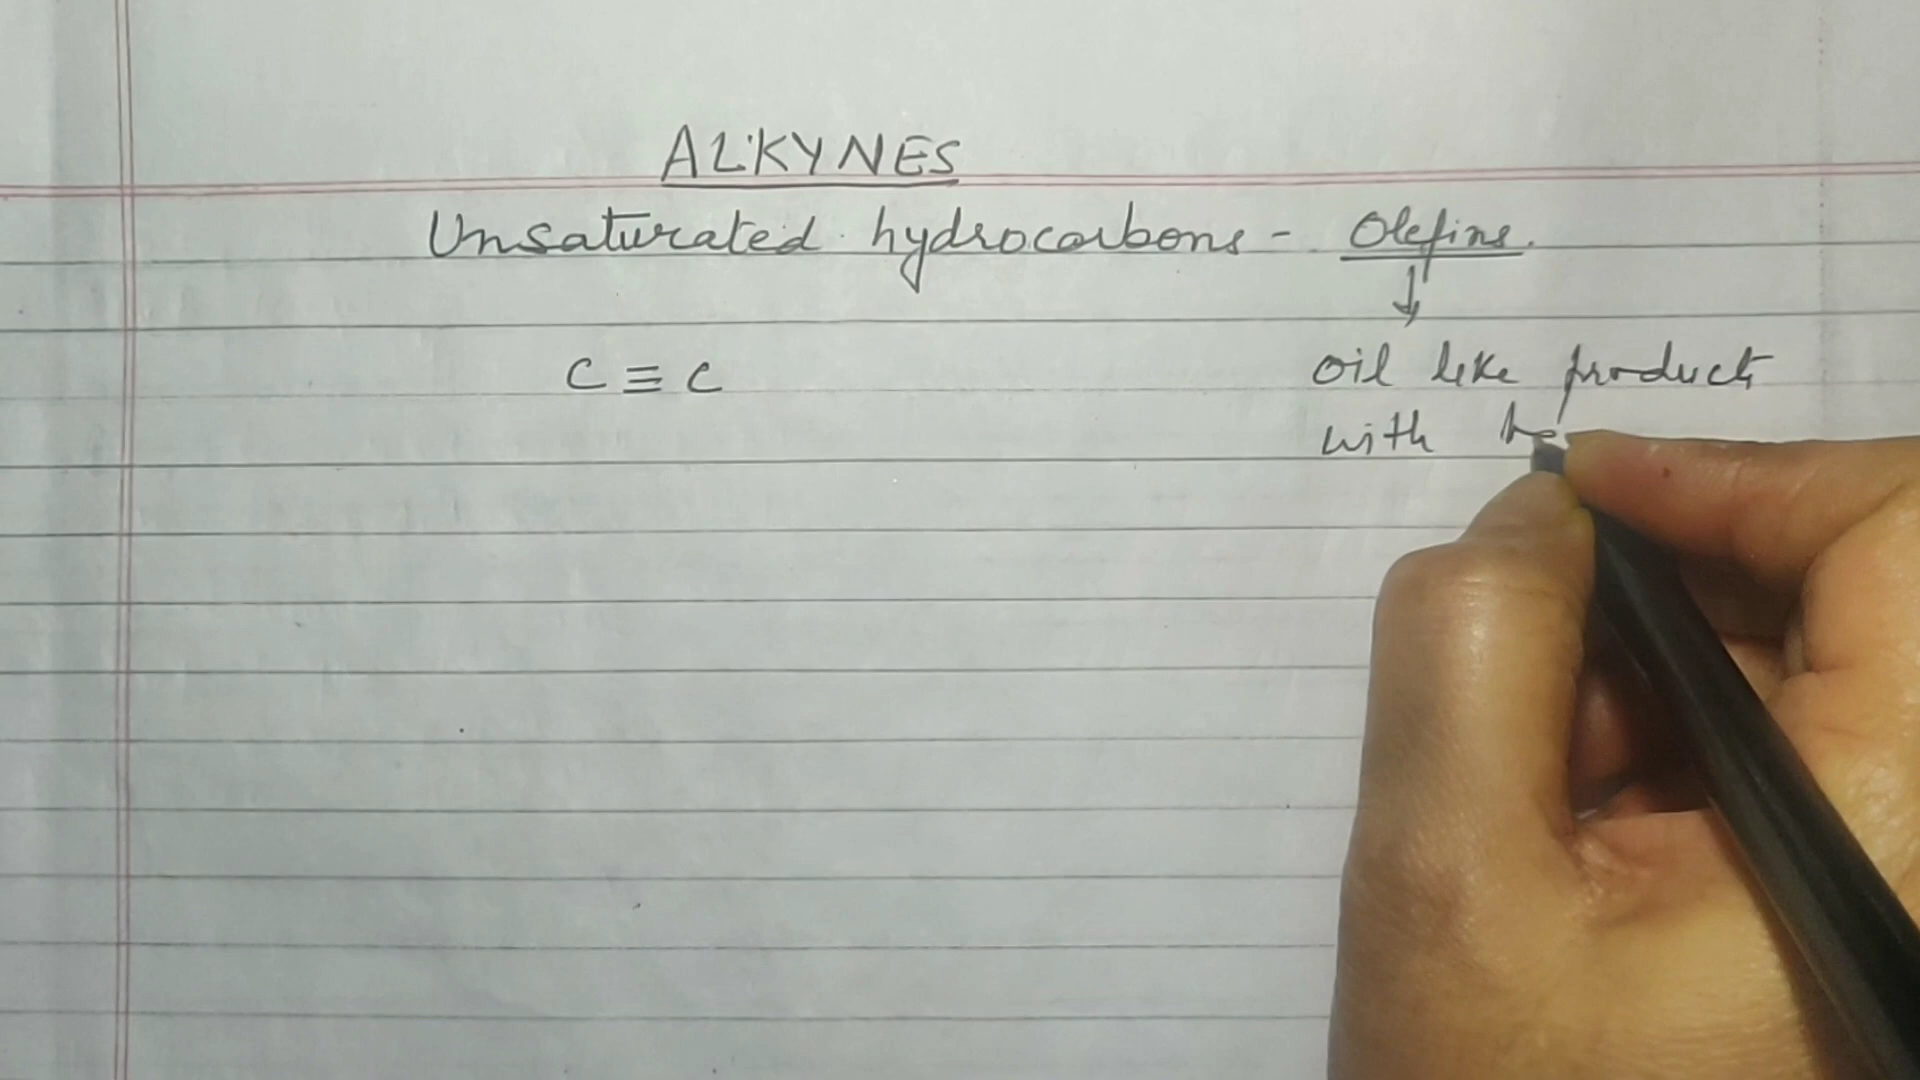 ALKYNES
Unsaturated hydrocarbons - Olefins.
↓
C ≡ C
oil like product
with